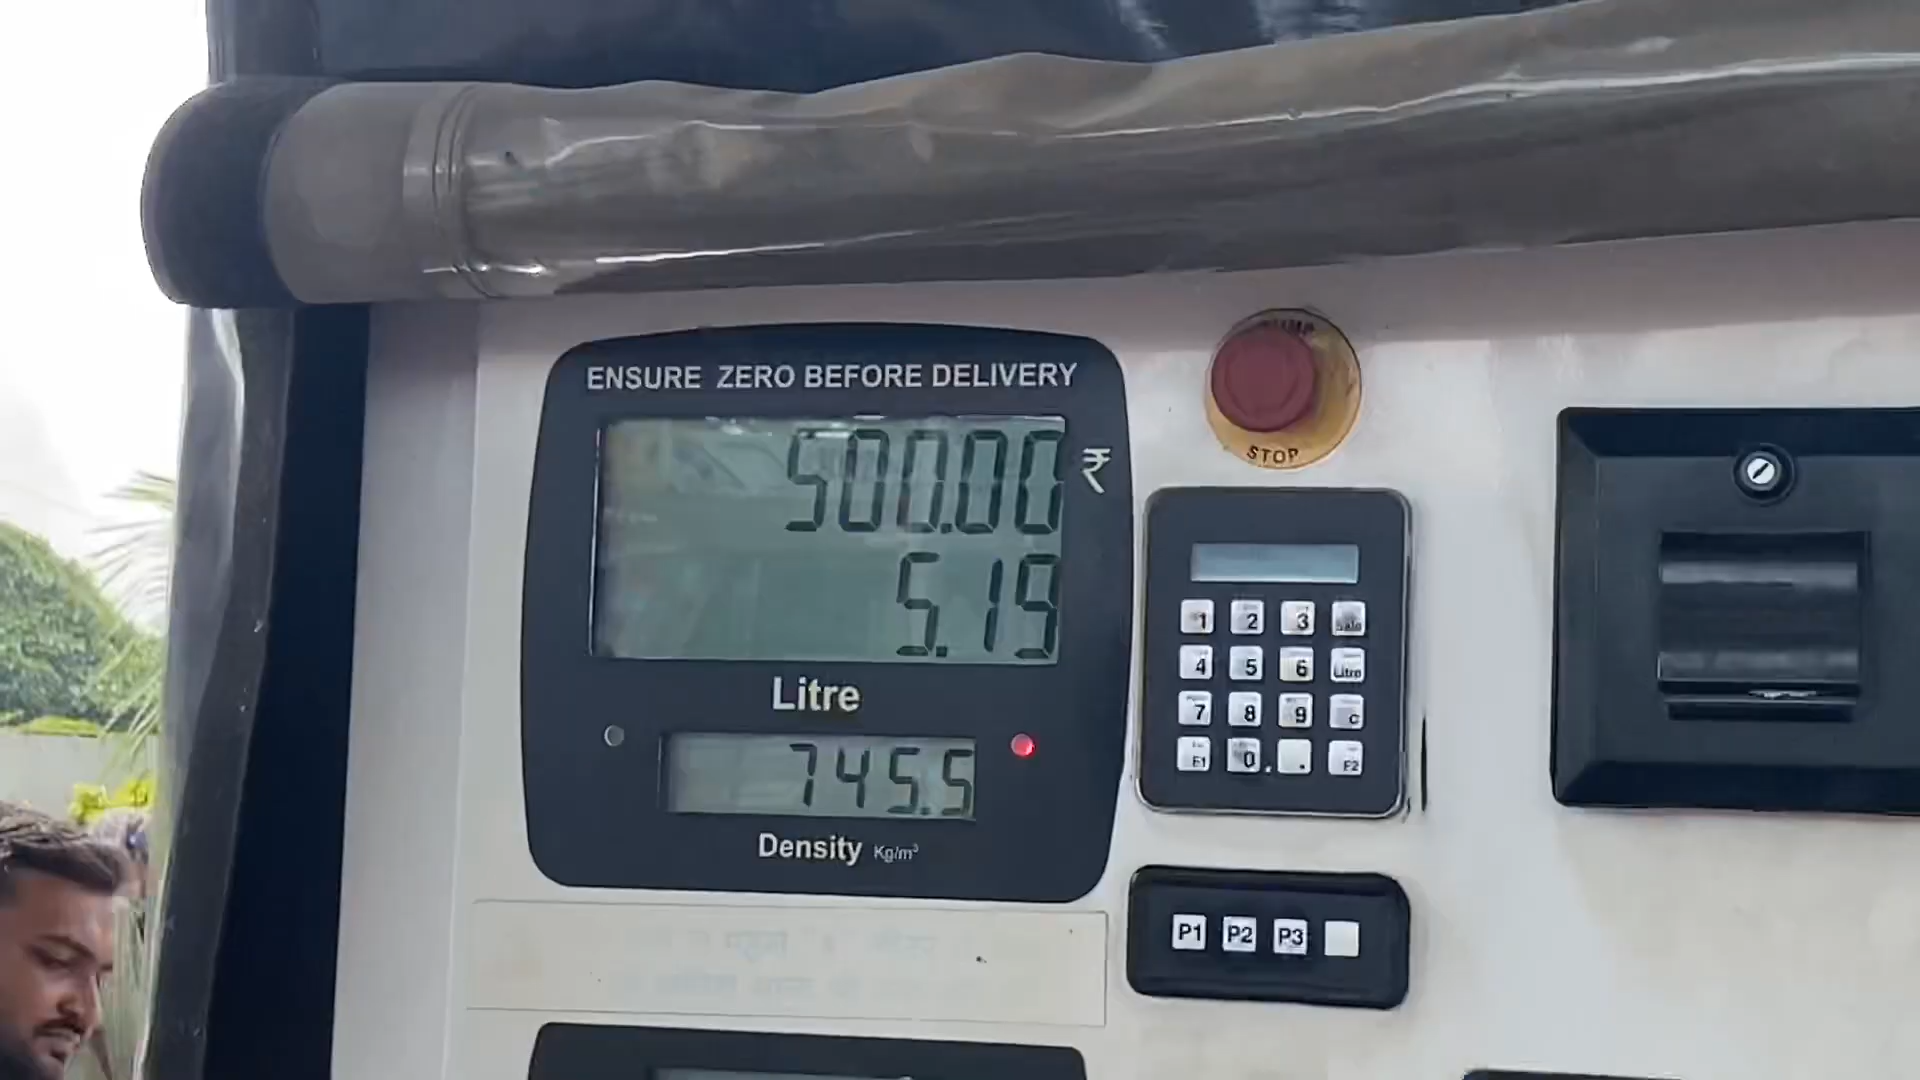 ENSURE ZERO BEFORE DELIVERY
500.00
₹
5.19
Litre
745.5
Density Kg/m³
STOP
1 2 3
4 5 6 Litre
7 8 9 C
F1 0 . F2
P1 P2 P3